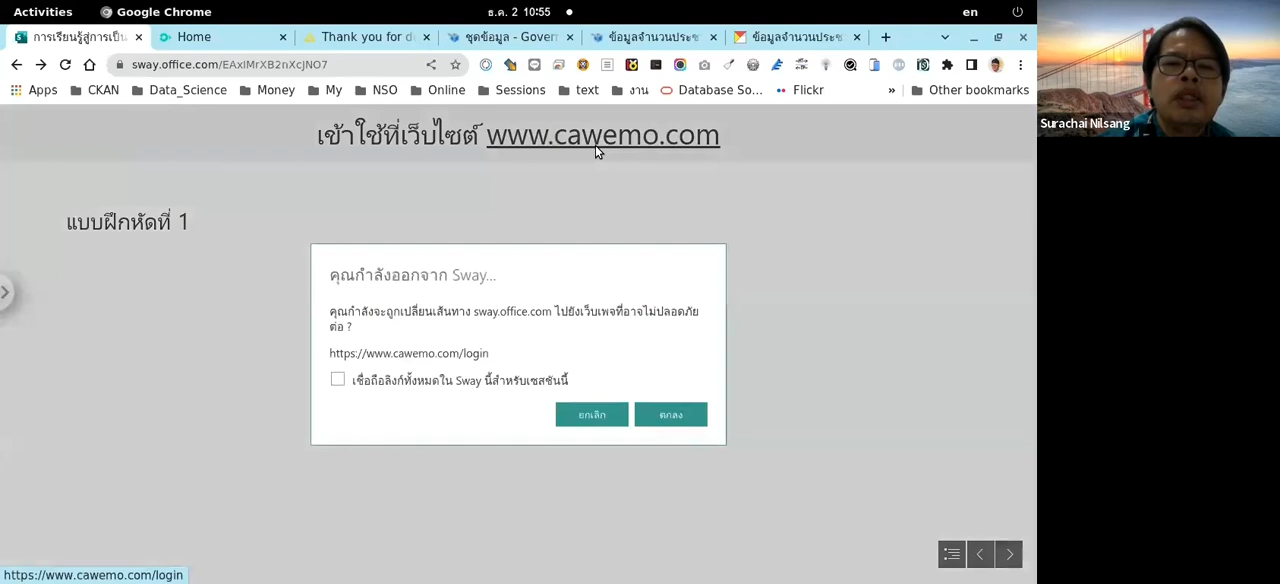 Activities
Google Chrome
ธ.ค. 2 10:55
en
การเรียนรู้สู่การเป็น
Home
Thank you for d
ชุดข้อมูล - Gover
ข้อมูลจำนวนประช
ข้อมูลจำนวนประช
sway.office.com/EAxIMrXB2nXcJNO7
Apps
CKAN
Data_Science
Money
My
NSO
Online
Sessions
text
งาน
Database So...
Flickr
»
Other bookmarks
Surachai Nilsang
เข้าใช้ที่เว็บไซต์ www.cawemo.com
แบบฝึกหัดที่ 1
คุณกำลังออกจาก Sway...
คุณกำลังจะถูกเปลี่ยนเส้นทาง sway.office.com ไปยังเว็บเพจที่อาจไม่ปลอดภัย
ต่อ ?
https://www.cawemo.com/login
เชื่อถือลิงก์ทั้งหมดใน Sway นี้สำหรับเซสชันนี้
ยกเลิก
ตกลง
https://www.cawemo.com/login